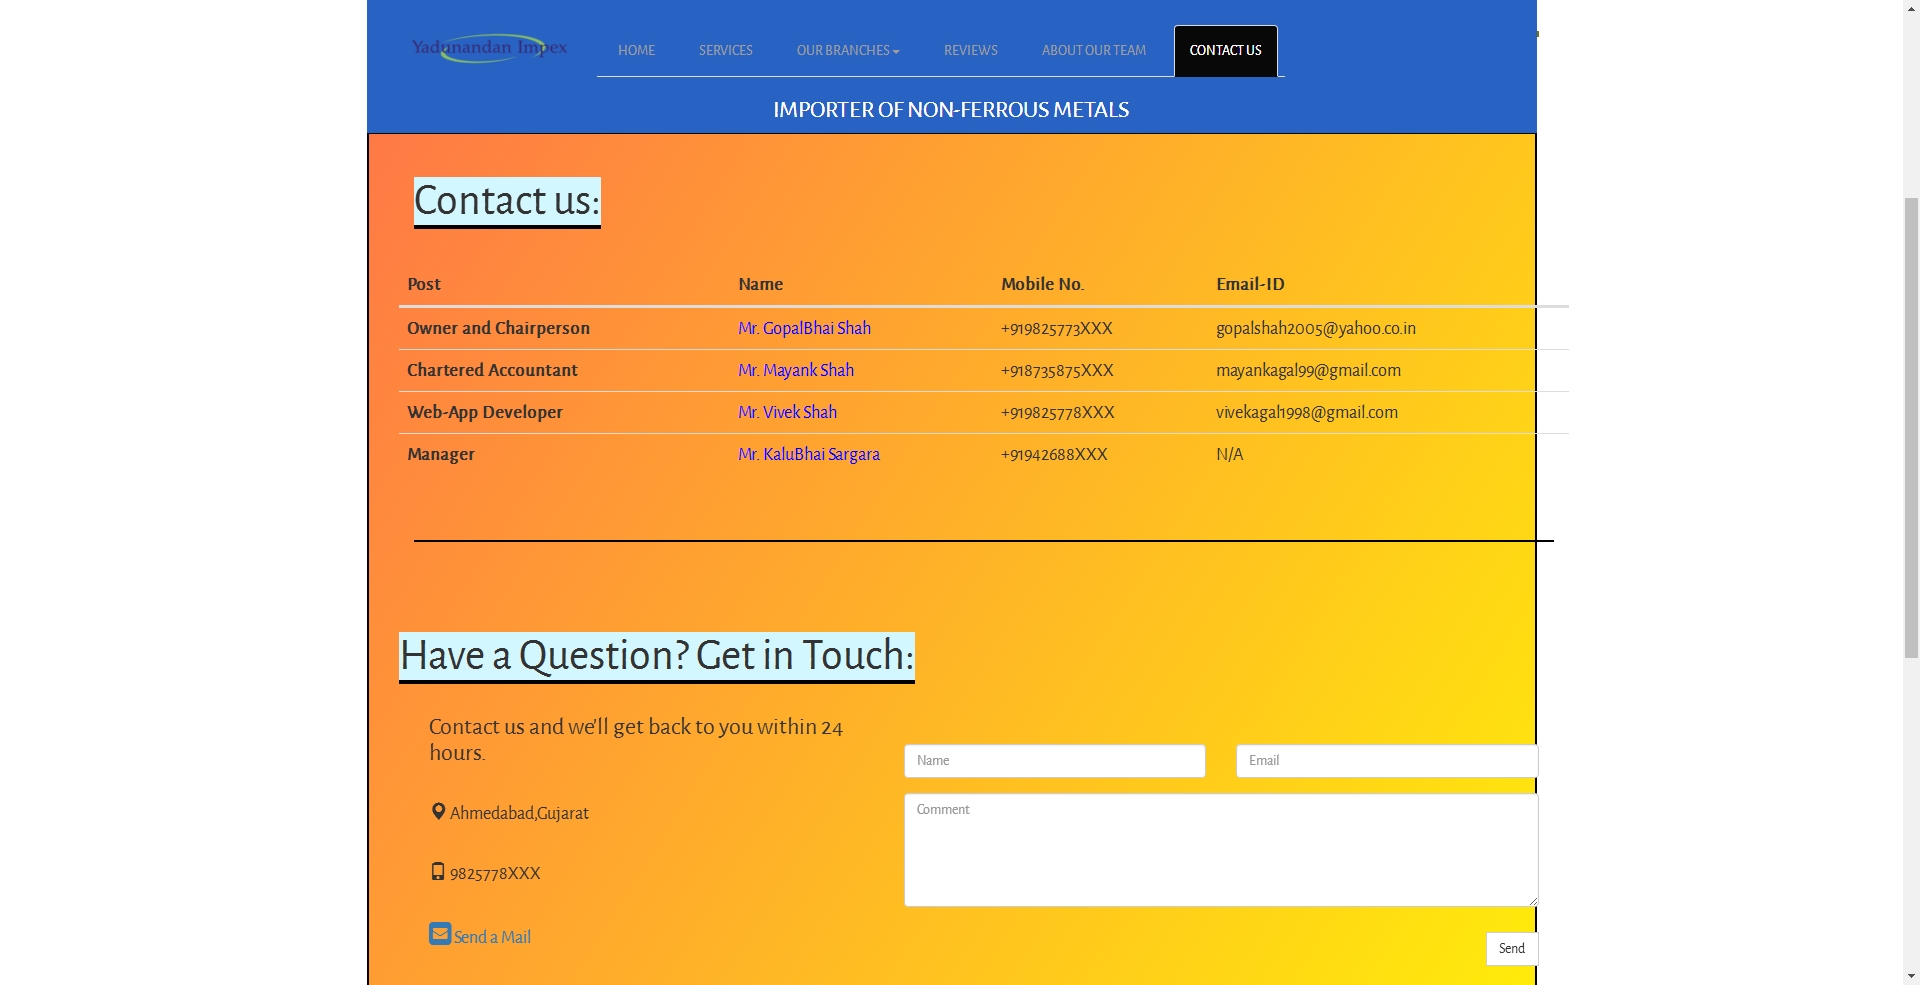 Yadunandan Impex
HOME SERVICES OUR BRANCHES REVIEWS ABOUT OUR TEAM CONTACT US
IMPORTER OF NON-FERROUS METALS
Contact us:
Post Name Mobile No. Email-ID
Owner and Chairperson Mr. GopalBhai Shah +919825773XXX gopalshah2005@yahoo.co.in
Chartered Accountant Mr. Mayank Shah +918735875XXX mayankagal99@gmail.com
Web-App Developer Mr. Vivek Shah +919825778XXX vivekagal1998@gmail.com
Manager Mr. KaluBhai Sargara +91942688XXX N/A
Have a Question? Get in Touch:
Contact us and we'll get back to you within 24
hours.
Ahmedabad,Gujarat
9825778XXX
Send a Mail
Name Email
Comment
Send